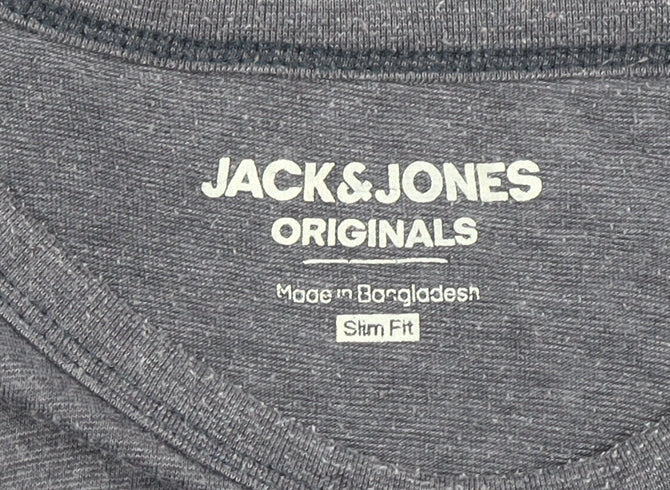 JACK&JONES
ORIGINALS
Made in Bangladesh
Slim Fit